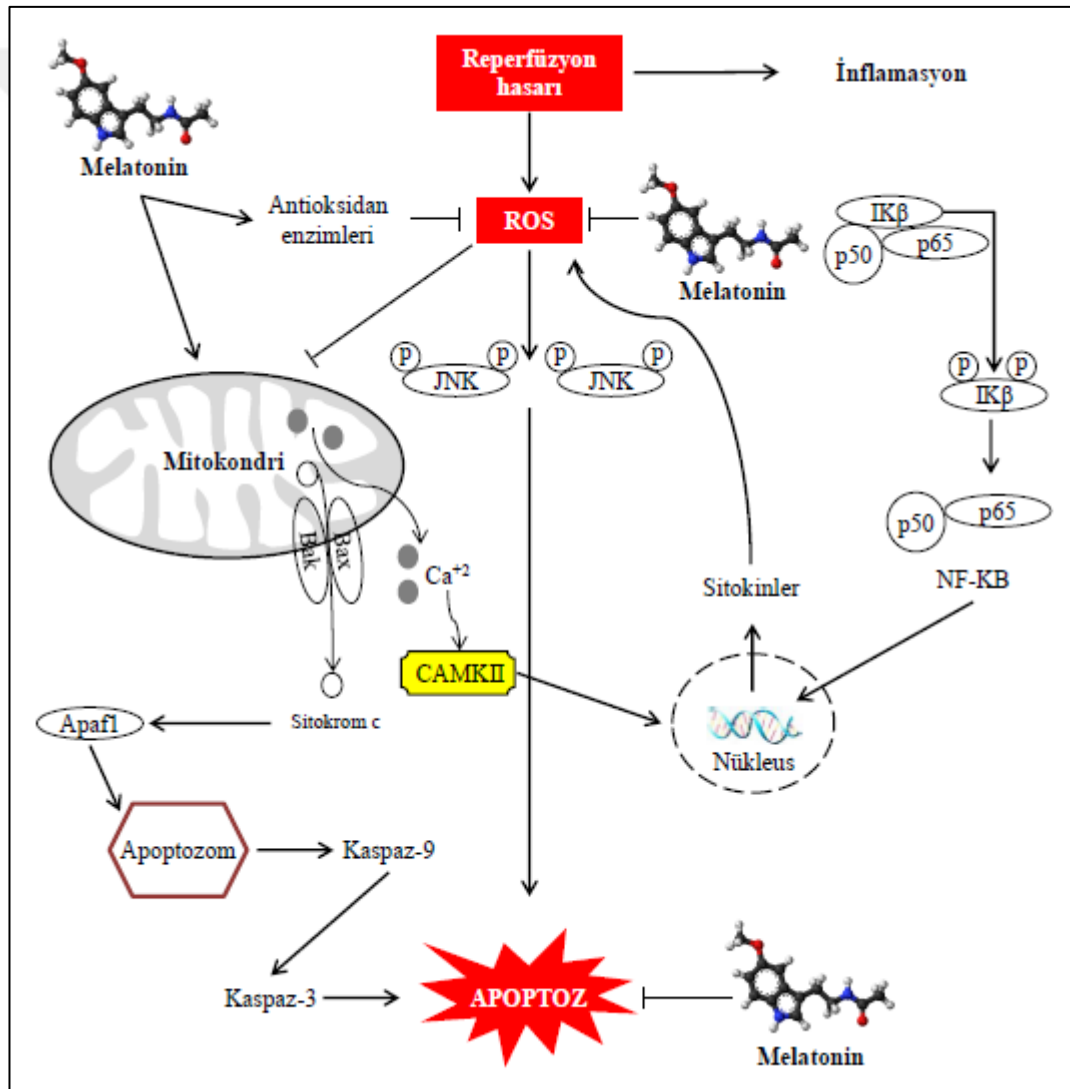 Reperfüzyon
hasarı
İnflamasyon
Melatonin
Antioksidan
enzimleri
ROS
Melatonin
IKβ
p50
p65
P
P
JNK
P
P
JNK
P
P
IKβ
Mitokondri
Bak
Bax
p50
p65
NF-KB
Ca+2
Sitokinler
CAMKII
Apaf1
Sitokrom c
Nükleus
Apoptozom
Kaspaz-9
Kaspaz-3
APOPTOZ
Melatonin